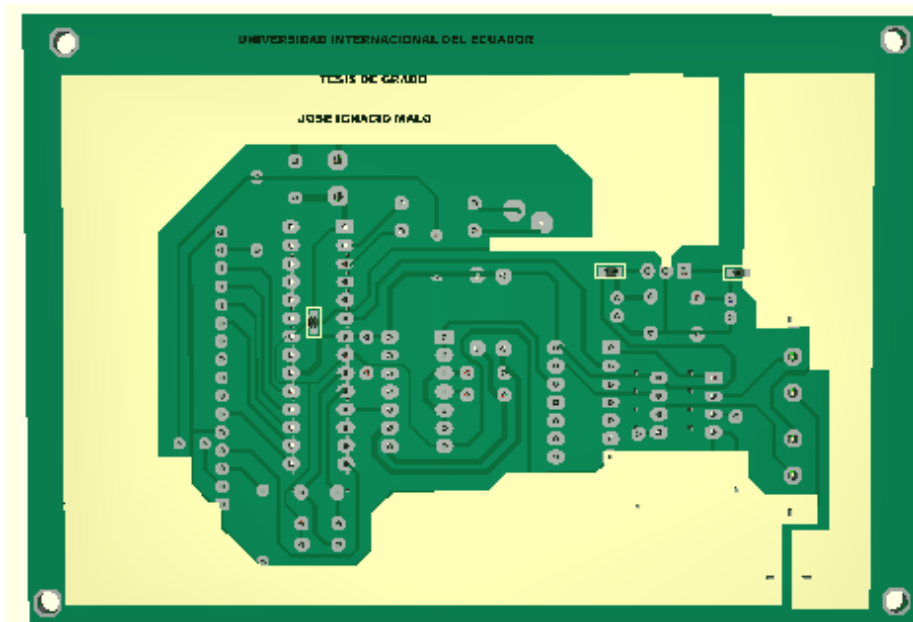 UNIVERSIDAD INTERNACIONAL DEL ECUADOR
TESIS DE GRADO
JOSE IGNACIO MALO